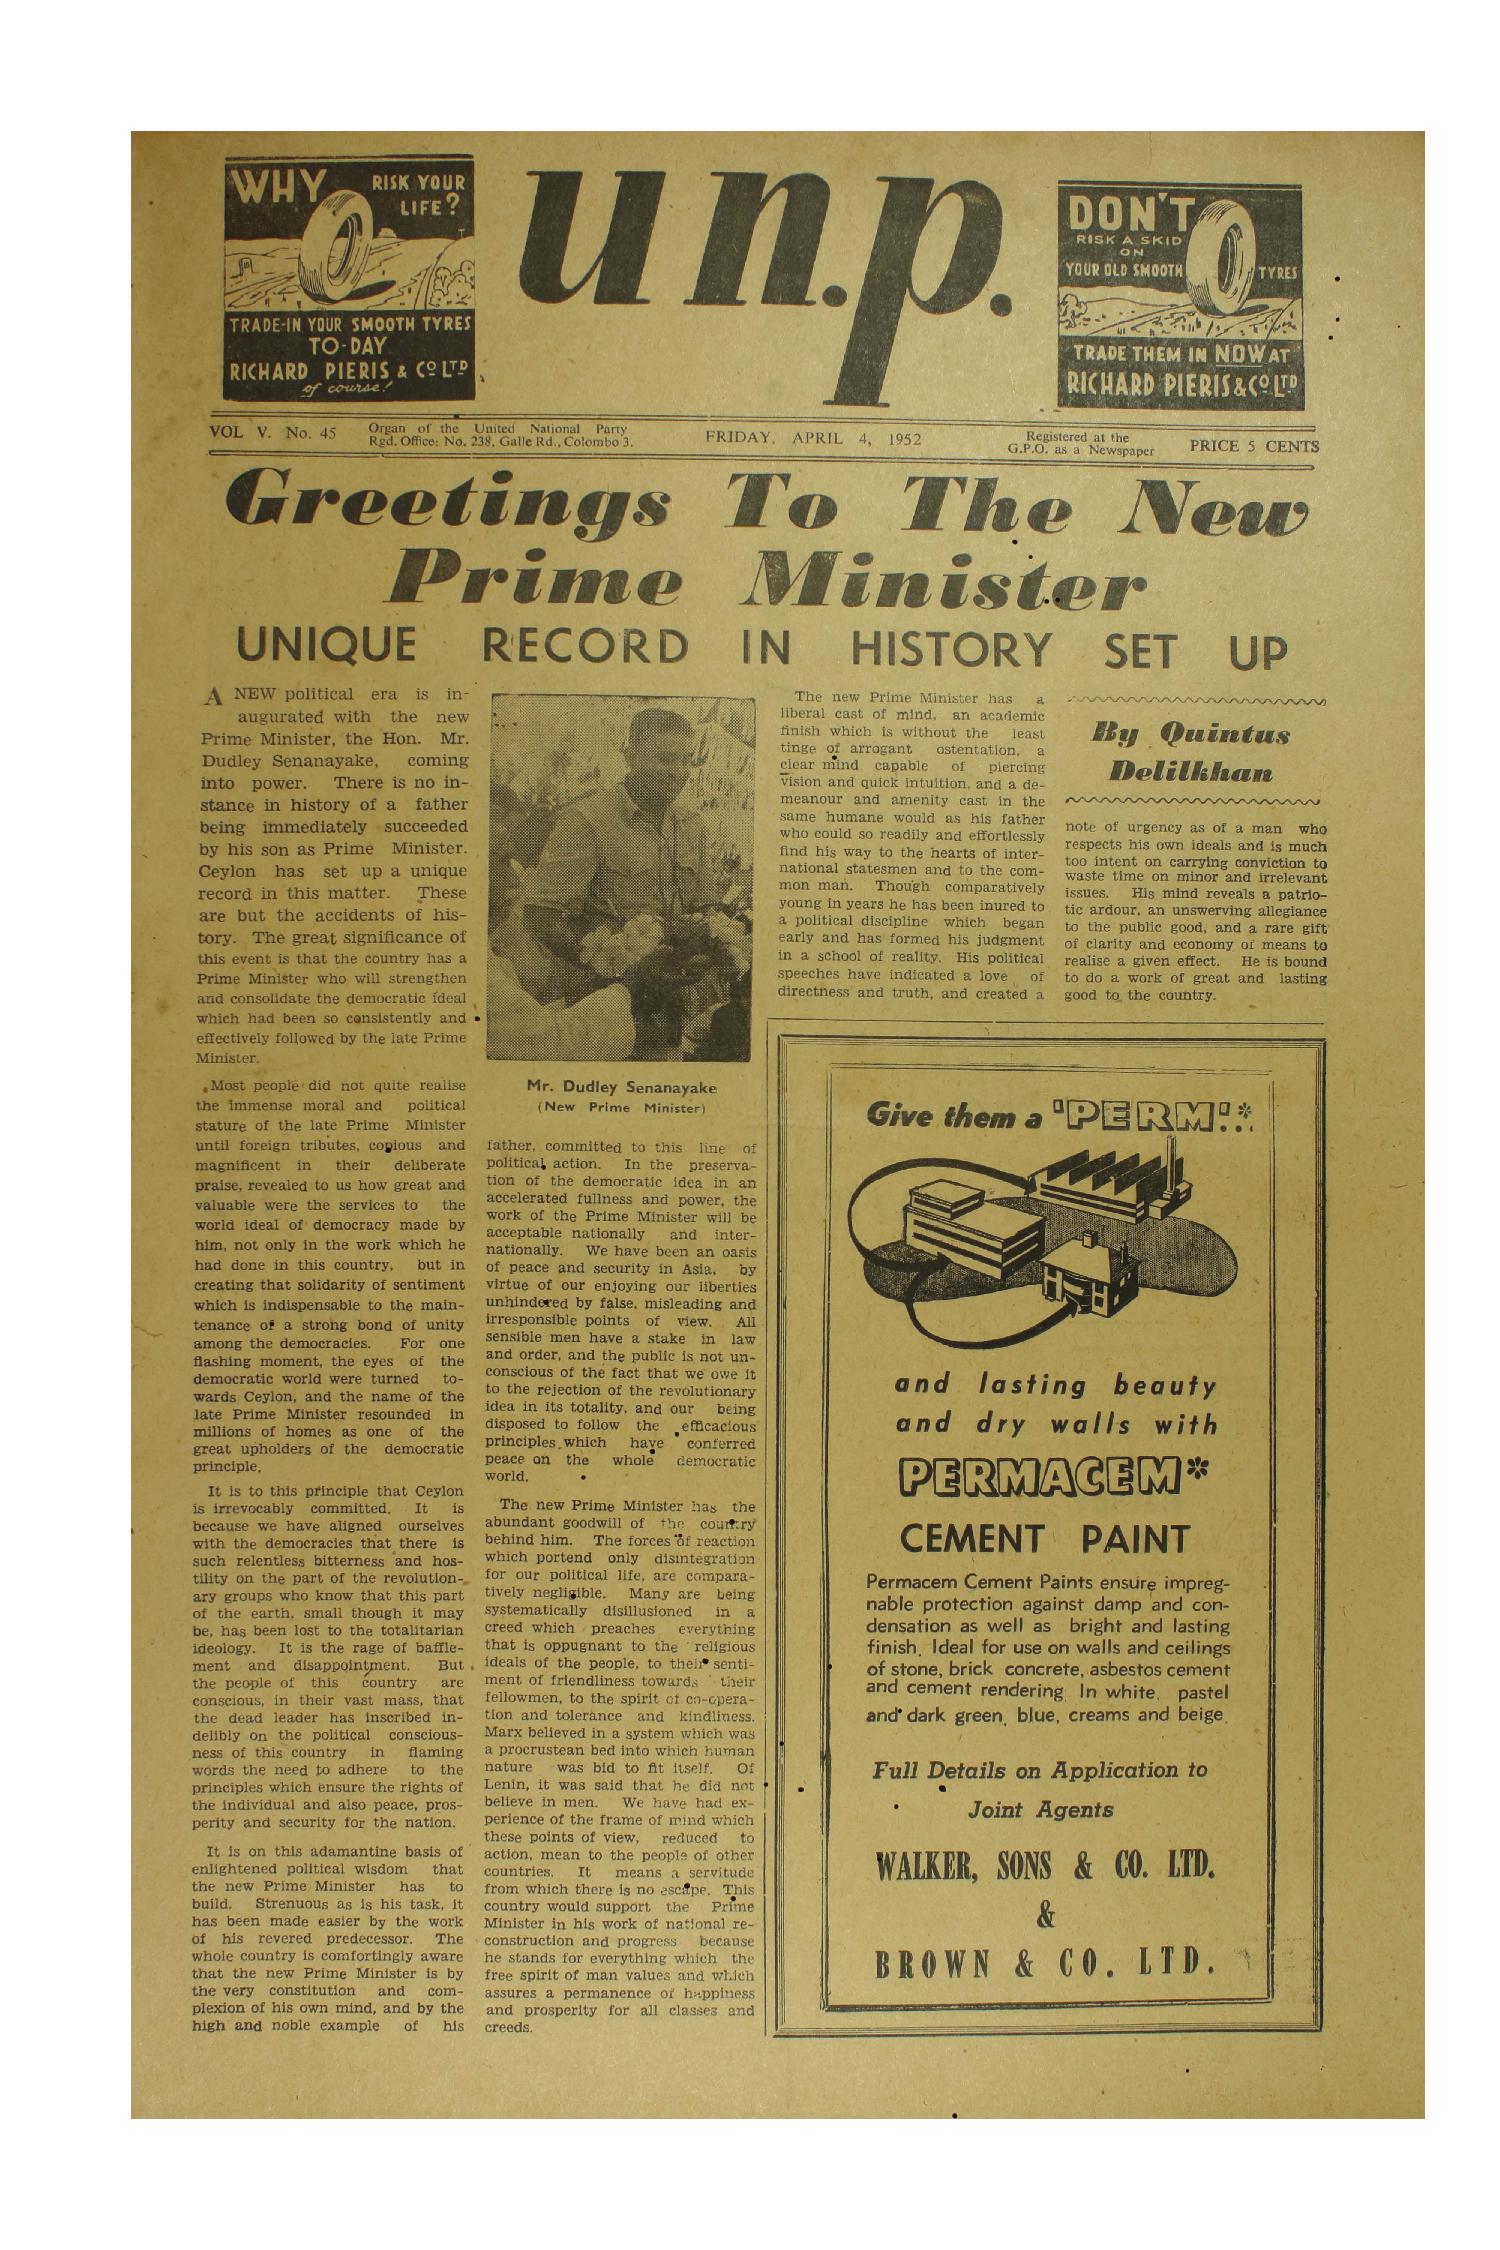 WHY RISK YOUR
LIFE?
TRADE-IN YOUR SMOOTH TYRES
TO-DAY
RICHARD PIERIS & CO LTD
of course!
u.n.p.
DON'T
RISK A SKID
ON
YOUR OLD SMOOTH TYRES
TRADE THEM IN NOW AT
RICHARD PIERIS & CO. LTD
VOL V. No. 45
Organ of the United National Party
Rgd. Office: No. 238, Galle Rd., Colombo 3.
FRIDAY, APRIL 4, 1952
Registered at the
G.P.O. as a Newspaper
PRICE 5 CENTS
Greetings To The New
Prime Minister
UNIQUE RECORD IN HISTORY SET UP
A NEW political era is in-
augurated with the new
Prime Minister, the Hon. Mr.
Dudley Senanayake, coming
into power. There is no in-
stance in history of a father
being immediately succeeded
by his son as Prime Minister.
Ceylon has set up a unique
record in this matter. These
are but the accidents of his-
tory. The great significance of
this event is that the country has a
Prime Minister who will strengthen
and consolidate the democratic ideal
which had been so consistently and
effectively followed by the late Prime
Minister.
Most people did not quite realise
the immense moral and political
stature of the late Prime Minister
until foreign tributes, copious and
magnificent in their deliberate
praise, revealed to us how great and
valuable were the services to the
world ideal of democracy made by
him, not only in the work which he
had done in this country, but in
creating that solidarity of sentiment
which is indispensable to the main-
tenance of a strong bond of unity
among the democracies. For one
flashing moment, the eyes of the
democratic world were turned to-
wards Ceylon, and the name of the
late Prime Minister resounded in
millions of homes as one of the
great upholders of the democratic
principle.
It is to this principle that Ceylon
is irrevocably committed. It is
because we have aligned ourselves
with the democracies that there is
such relentless bitterness and hos-
tility on the part of the revolution-
ary groups who know that this part
of the earth, small though it may
be, has been lost to the totalitarian
ideology. It is the rage of baffle-
ment and disappointment. But
the people of this country are
conscious, in their vast mass, that
the dead leader has inscribed in-
delibly on the political conscious-
ness of this country in flaming
words the need to adhere to the
principles which ensure the rights of
the individual and also peace, pros-
perity and security for the nation.
It is on this adamantine basis of
enlightened political wisdom that
the new Prime Minister has to
build. Strenuous as is his task, it
has been made easier by the work
of his revered predecessor. The
whole country is comfortingly aware
that the new Prime Minister is by
the very constitution and com-
plexion of his own mind, and by the
high and noble example of his
Mr. Dudley Senanayake
(New Prime Minister)
father, committed to this line of
political action. In the preserva-
tion of the democratic idea in an
accelerated fullness and power, the
work of the Prime Minister will be
acceptable nationally and inter-
nationally. We have been an oasis
of peace and security in Asia, by
virtue of our enjoying our liberties
unhindered by false, misleading and
irresponsible points of view. All
sensible men have a stake in law
and order, and the public is not un-
conscious of the fact that we owe it
to the rejection of the revolutionary
idea in its totality, and our being
disposed to follow the efficacious
principles which have conferred
peace on the whole democratic
world.
The new Prime Minister has the
abundant goodwill of the country
behind him. The forces of reaction
which portend only disintegration
for our political life, are compara-
tively negligible. Many are being
systematically disillusioned in a
creed which preaches everything
that is oppugnant to the religious
ideals of the people, to their senti-
ment of friendliness towards their
fellowmen, to the spirit of co-opera-
tion and tolerance and kindliness.
Marx believed in a system which was
a procrustean bed into which human
nature was bid to fit itself. Of
Lenin, it was said that he did not
believe in men. We have had ex-
perience of the frame of mind which
these points of view, reduced to
action, mean to the people of other
countries. It means a servitude
from which there is no escape. This
country would support the Prime
Minister in his work of national re-
construction and progress because
he stands for everything which the
free spirit of man values and which
assures a permanence of happiness
and prosperity for all classes and
creeds.
The new Prime Minister has a
liberal cast of mind, an academic
finish which is without the least
tinge of arrogant ostentation, a
clear mind capable of piercing
vision and quick intuition, and a de-
meanour and amenity cast in the
same humane would as his father
who could so readily and effortlessly
find his way to the hearts of inter-
national statesmen and to the com-
mon man. Though comparatively
young in years he has been inured to
a political discipline which began
early and has formed his judgment
in a school of reality. His political
speeches have indicated a love of
directness and truth, and created a
By Quintus
Delilkhan
note of urgency as of a man who
respects his own ideals and is much
too intent on carrying conviction to
waste time on minor and irrelevant
issues. His mind reveals a patrio-
tic ardour, an unswerving allegiance
to the public good, and a rare gift
of clarity and economy of means to
realise a given effect. He is bound
to do a work of great and lasting
good to the country.
Give them a 'PERM'*...
and lasting beauty
and dry walls with
PERMACEM*
CEMENT PAINT
Permacem Cement Paints ensure impreg-
nable protection against damp and con-
densation as well as bright and lasting
finish. Ideal for use on walls and ceilings
of stone, brick concrete, asbestos cement
and cement rendering. In white, pastel
and dark green, blue, creams and beige.
Full Details on Application to
Joint Agents
WALKER, SONS & CO. LTD.
&
BROWN & CO. LTD.